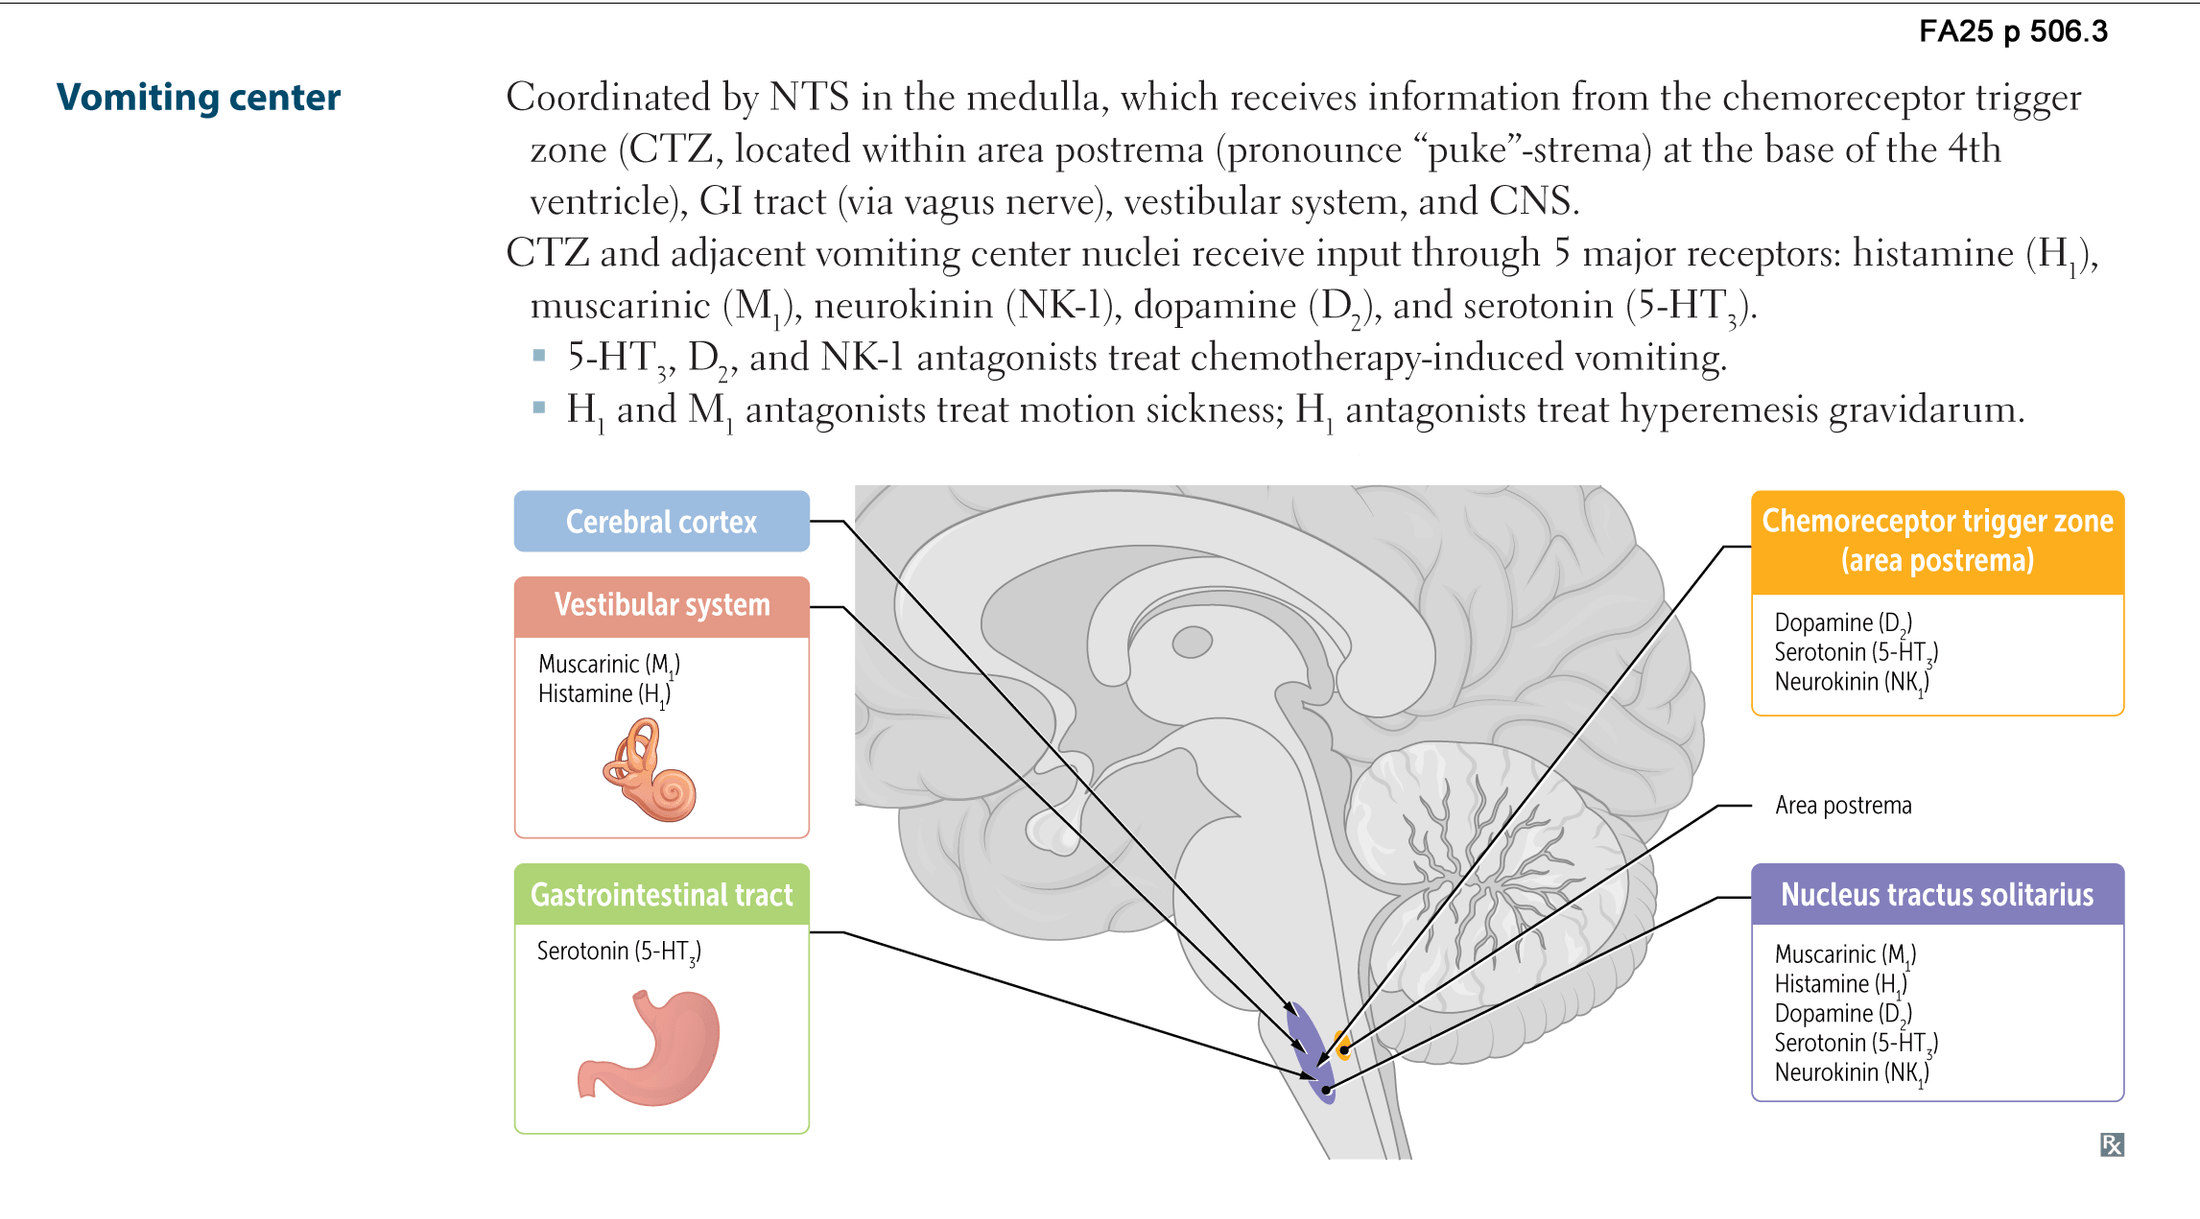 FA25 p 506.3
Vomiting center
Coordinated by NTS in the medulla, which receives information from the chemoreceptor trigger
zone (CTZ, located within area postrema (pronounce “puke”-strema) at the base of the 4th
ventricle), GI tract (via vagus nerve), vestibular system, and CNS.
CTZ and adjacent vomiting center nuclei receive input through 5 major receptors: histamine (H₁),
muscarinic (M₁), neurokinin (NK-1), dopamine (D₂), and serotonin (5-HT₃).
▪ 5-HT₃, D₂, and NK-1 antagonists treat chemotherapy-induced vomiting.
▪ H₁ and M₁ antagonists treat motion sickness; H₁ antagonists treat hyperemesis gravidarum.
Cerebral cortex
Vestibular system
Muscarinic (M₁)
Histamine (H₁)
Gastrointestinal tract
Serotonin (5-HT₃)
Chemoreceptor trigger zone
(area postrema)
Dopamine (D₂)
Serotonin (5-HT₃)
Neurokinin (NK₁)
Area postrema
Nucleus tractus solitarius
Muscarinic (M₁)
Histamine (H₁)
Dopamine (D₂)
Serotonin (5-HT₃)
Neurokinin (NK₁)
Rx